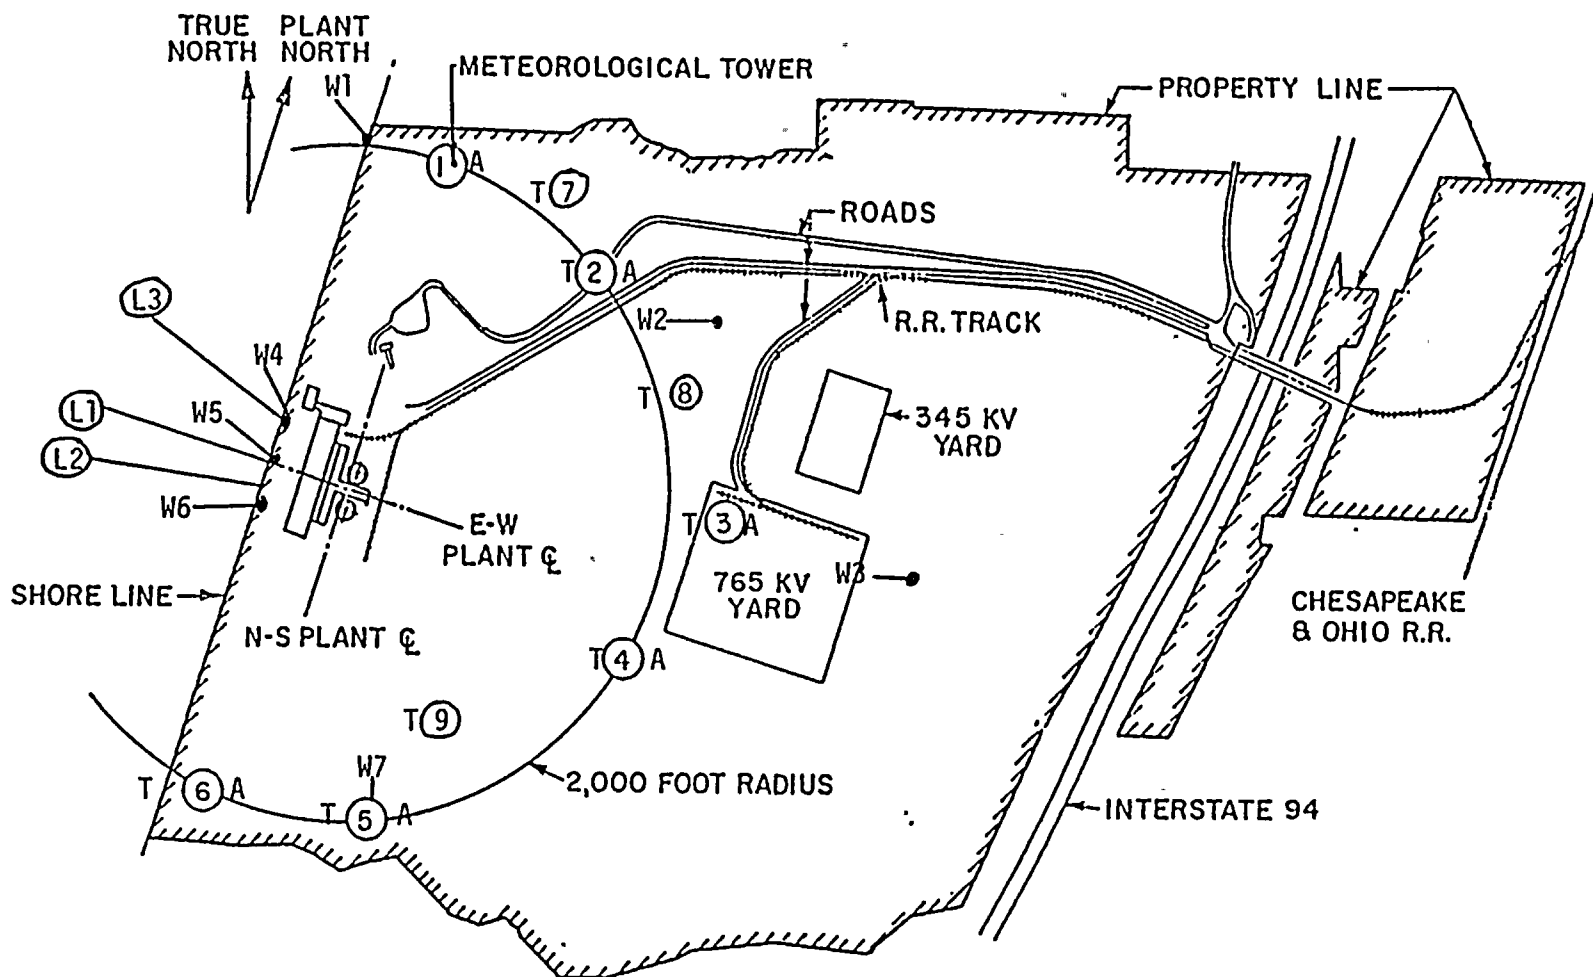 TRUE
NORTH
PLANT
NORTH
W1
METEOROLOGICAL TOWER
PROPERTY LINE
1 A
T 7
ROADS
T 2 A
L3
W2
R.R. TRACK
W4
L1
W5
T 8
345 KV
YARD
L2
W6
T 3 A
E-W
PLANT ℄
765 KV
YARD
W3
SHORE LINE
CHESAPEAKE
& OHIO R.R.
N-S PLANT ℄
T 4 A
T 9
W7
T 6 A
2,000 FOOT RADIUS
T 5 A
INTERSTATE 94